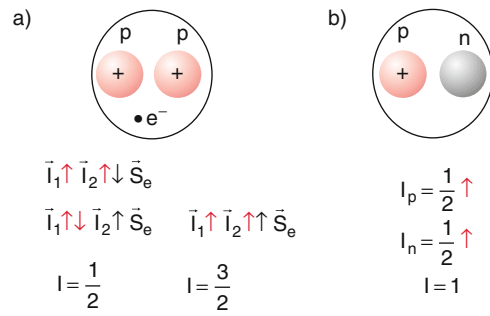 a)
p p
+ +
e⁻
I⃗₁↑ I⃗₂↑↓ S⃗ₑ
I⃗₁↑↓ I⃗₂↑ S⃗ₑ
I = 1/2
I⃗₁↑ I⃗₂↑↑ S⃗ₑ
I = 3/2
b)
p n
+
Iₚ = 1/2 ↑
Iₙ = 1/2 ↑
I = 1